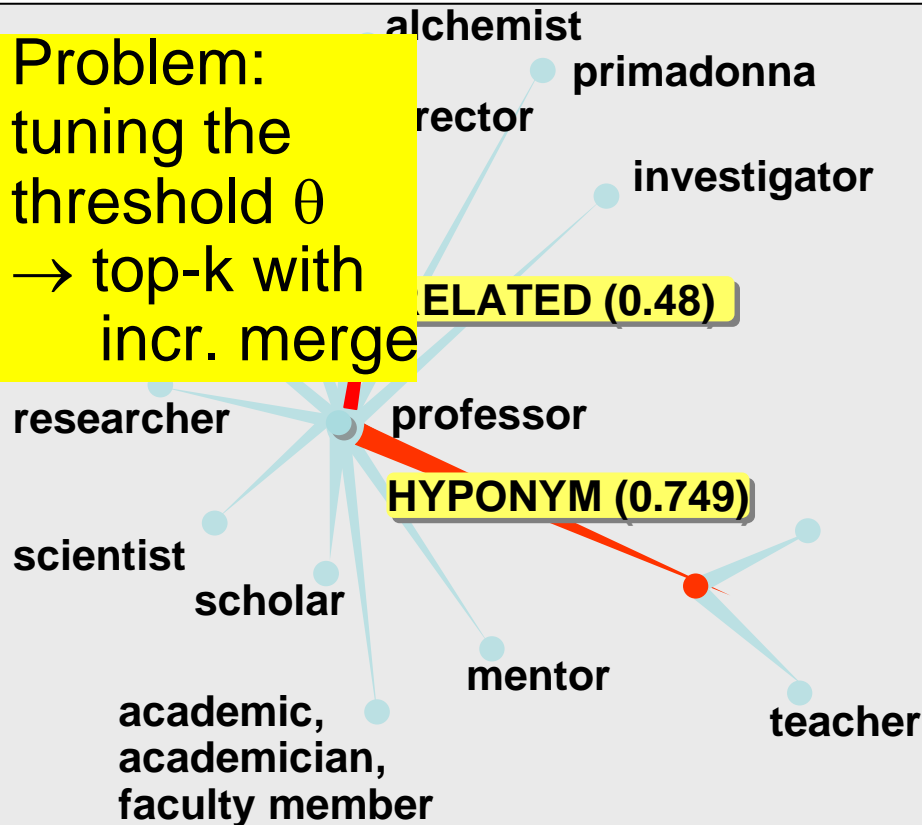 alchemist
Problem:
tuning the
threshold θ
→ top-k with
incr. merge
primadonna
rector
investigator
ELATED (0.48)
researcher
professor
HYPONYM (0.749)
scientist
scholar
mentor
academic,
academician,
faculty member
teacher